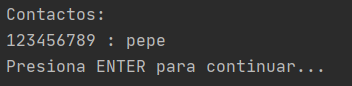 Contactos:
123456789 : pepe
Presiona ENTER para continuar...